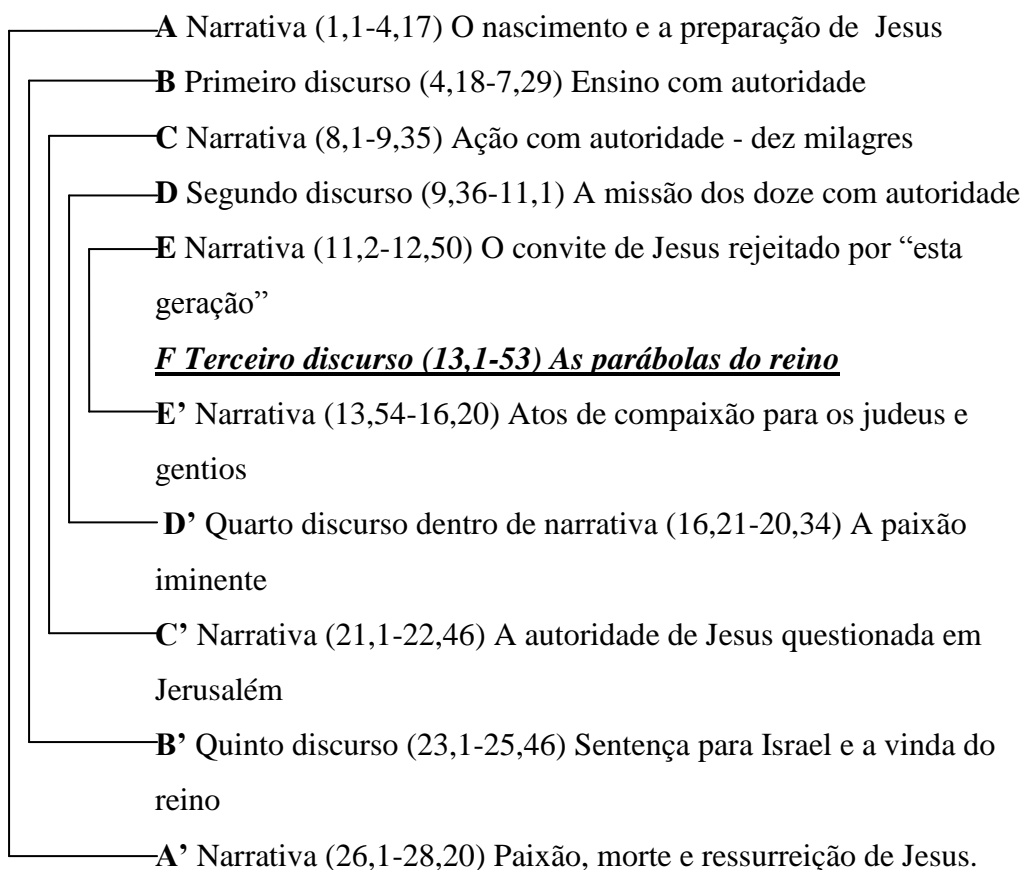 A Narrativa (1,1-4,17) O nascimento e a preparação de Jesus
B Primeiro discurso (4,18-7,29) Ensino com autoridade
C Narrativa (8,1-9,35) Ação com autoridade - dez milagres
D Segundo discurso (9,36-11,1) A missão dos doze com autoridade
E Narrativa (11,2-12,50) O convite de Jesus rejeitado por “esta
geração”
F Terceiro discurso (13,1-53) As parábolas do reino
E’ Narrativa (13,54-16,20) Atos de compaixão para os judeus e
gentios
D’ Quarto discurso dentro de narrativa (16,21-20,34) A paixão
iminente
C’ Narrativa (21,1-22,46) A autoridade de Jesus questionada em
Jerusalém
B’ Quinto discurso (23,1-25,46) Sentença para Israel e a vinda do
reino
A’ Narrativa (26,1-28,20) Paixão, morte e ressurreição de Jesus.